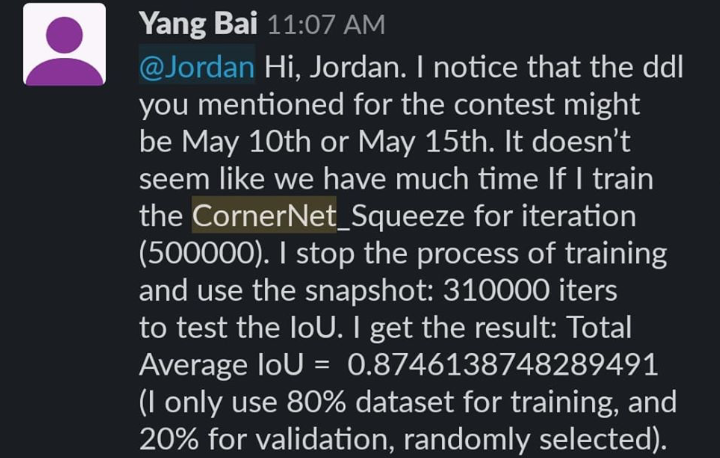 Yang Bai 11:07 AM
@Jordan Hi, Jordan. I notice that the ddl
you mentioned for the contest might
be May 10th or May 15th. It doesn’t
seem like we have much time If I train
the CornerNet_Squeeze for iteration
(500000). I stop the process of training
and use the snapshot: 310000 iters
to test the IoU. I get the result: Total
Average IoU = 0.8746138748289491
(I only use 80% dataset for training, and
20% for validation, randomly selected).